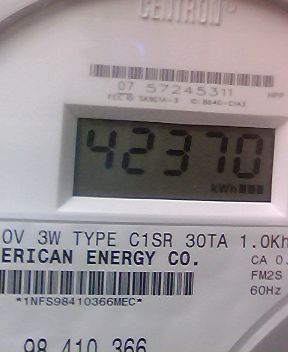 CENTRON®
07 57245311
42370
kWh
0V 3W TYPE C1SR 30TA 1.0Kh
ERICAN ENERGY CO.
CA 0.
FM2S
60Hz
*1NFS98410366MEC*
98 410 366